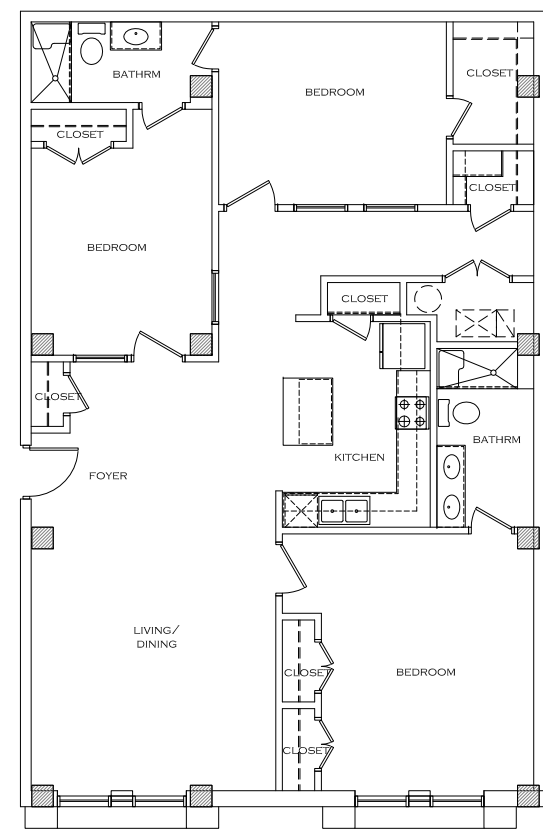 BATHRM
CLOSET
BEDROOM
CLOSET
CLOSET
BEDROOM
CLOSET
CLOSET
BATHRM
KITCHEN
FOYER
LIVING/
DINING
CLOSET
BEDROOM
CLOSET